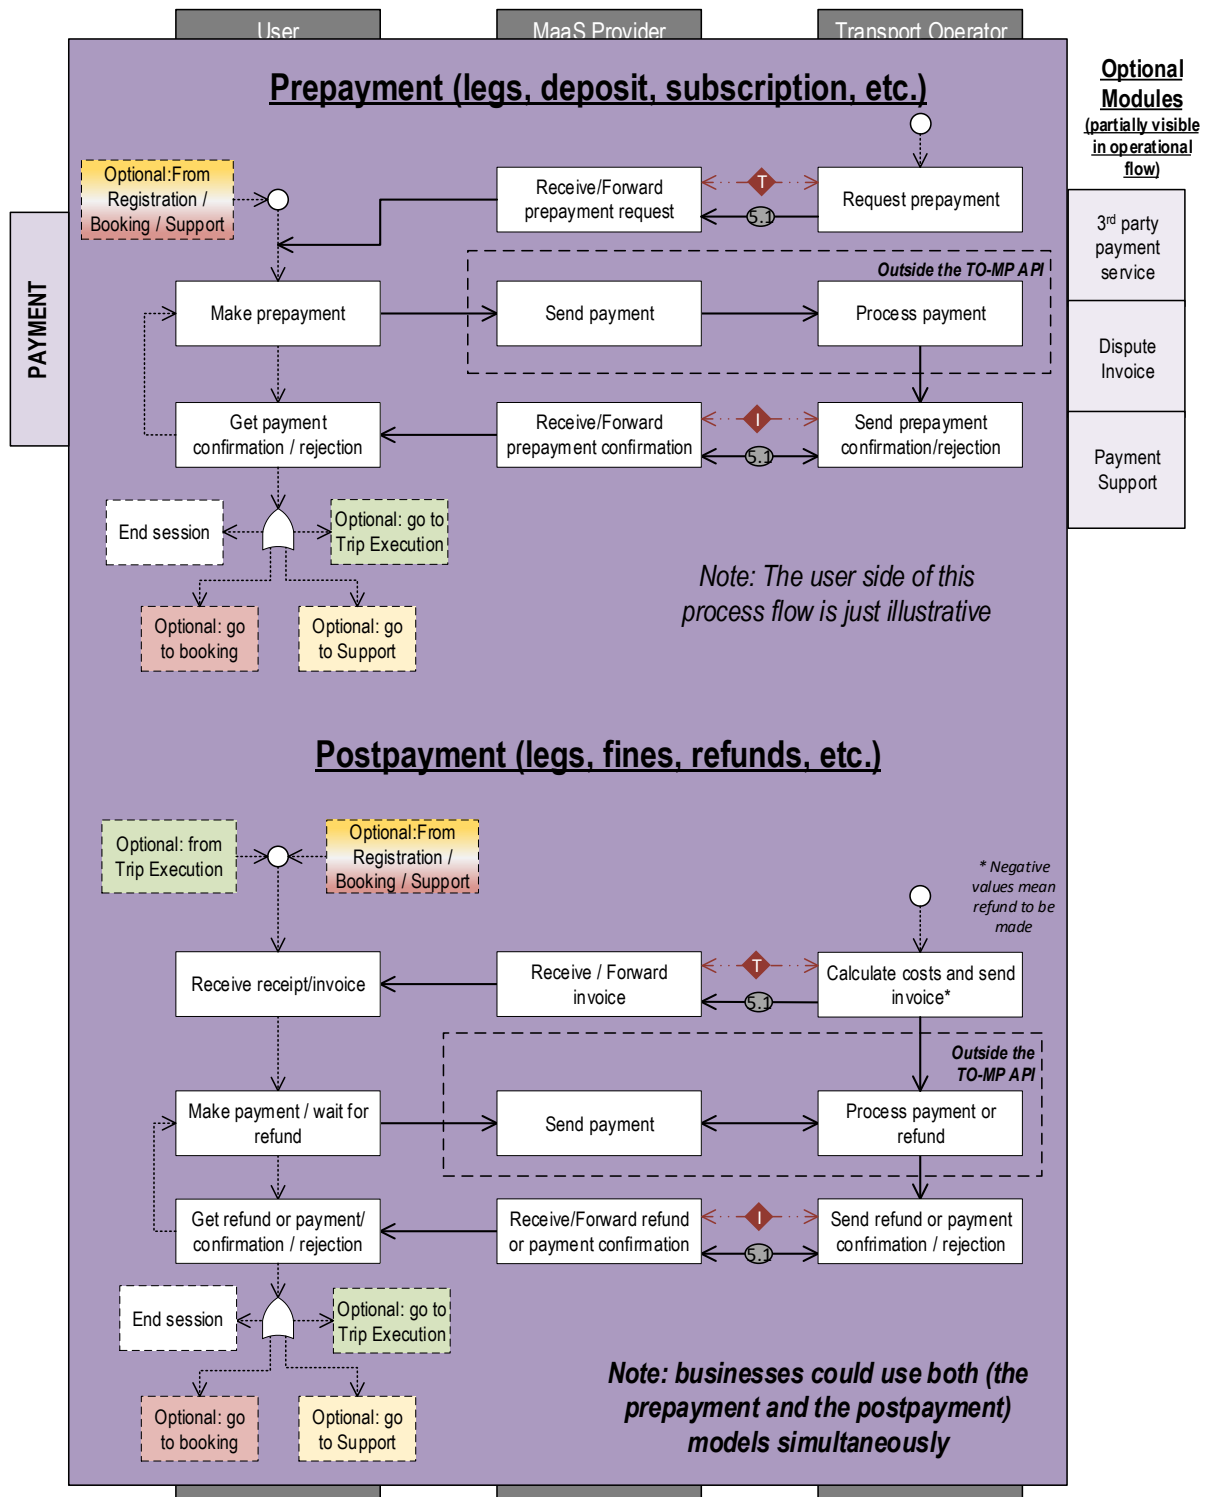 User
MaaS Provider
Transport Operator
Prepayment (legs, deposit, subscription, etc.)
Optional
Modules
(partially visible
in operational
flow)
Optional:From
Registration /
Booking / Support
Receive/Forward
prepayment request
T
5.1
Request prepayment
3rd party
payment
service
PAYMENT
Outside the TO-MP API
Make prepayment
Send payment
Process payment
Dispute
Invoice
Get payment
confirmation / rejection
Receive/Forward
prepayment confirmation
I
5.1
Send prepayment
confirmation/rejection
Payment
Support
End session
Optional: go to
Trip Execution
Optional: go
to booking
Optional: go
to Support
Note: The user side of this
process flow is just illustrative
Postpayment (legs, fines, refunds, etc.)
Optional: from
Trip Execution
Optional:From
Registration /
Booking / Support
* Negative
values mean
refund to be
made
Receive receipt/invoice
Receive / Forward
invoice
T
5.1
Calculate costs and send
invoice*
Outside the
TO-MP API
Make payment / wait for
refund
Send payment
Process payment or
refund
Get refund or payment/
confirmation / rejection
Receive/Forward refund
or payment confirmation
I
5.1
Send refund or payment
confrimation / rejection
End session
Optional: go to
Trip Execution
Optional: go
to booking
Optional: go
to Support
Note: businesses could use both (the
prepayment and the postpayment)
models simultaneously